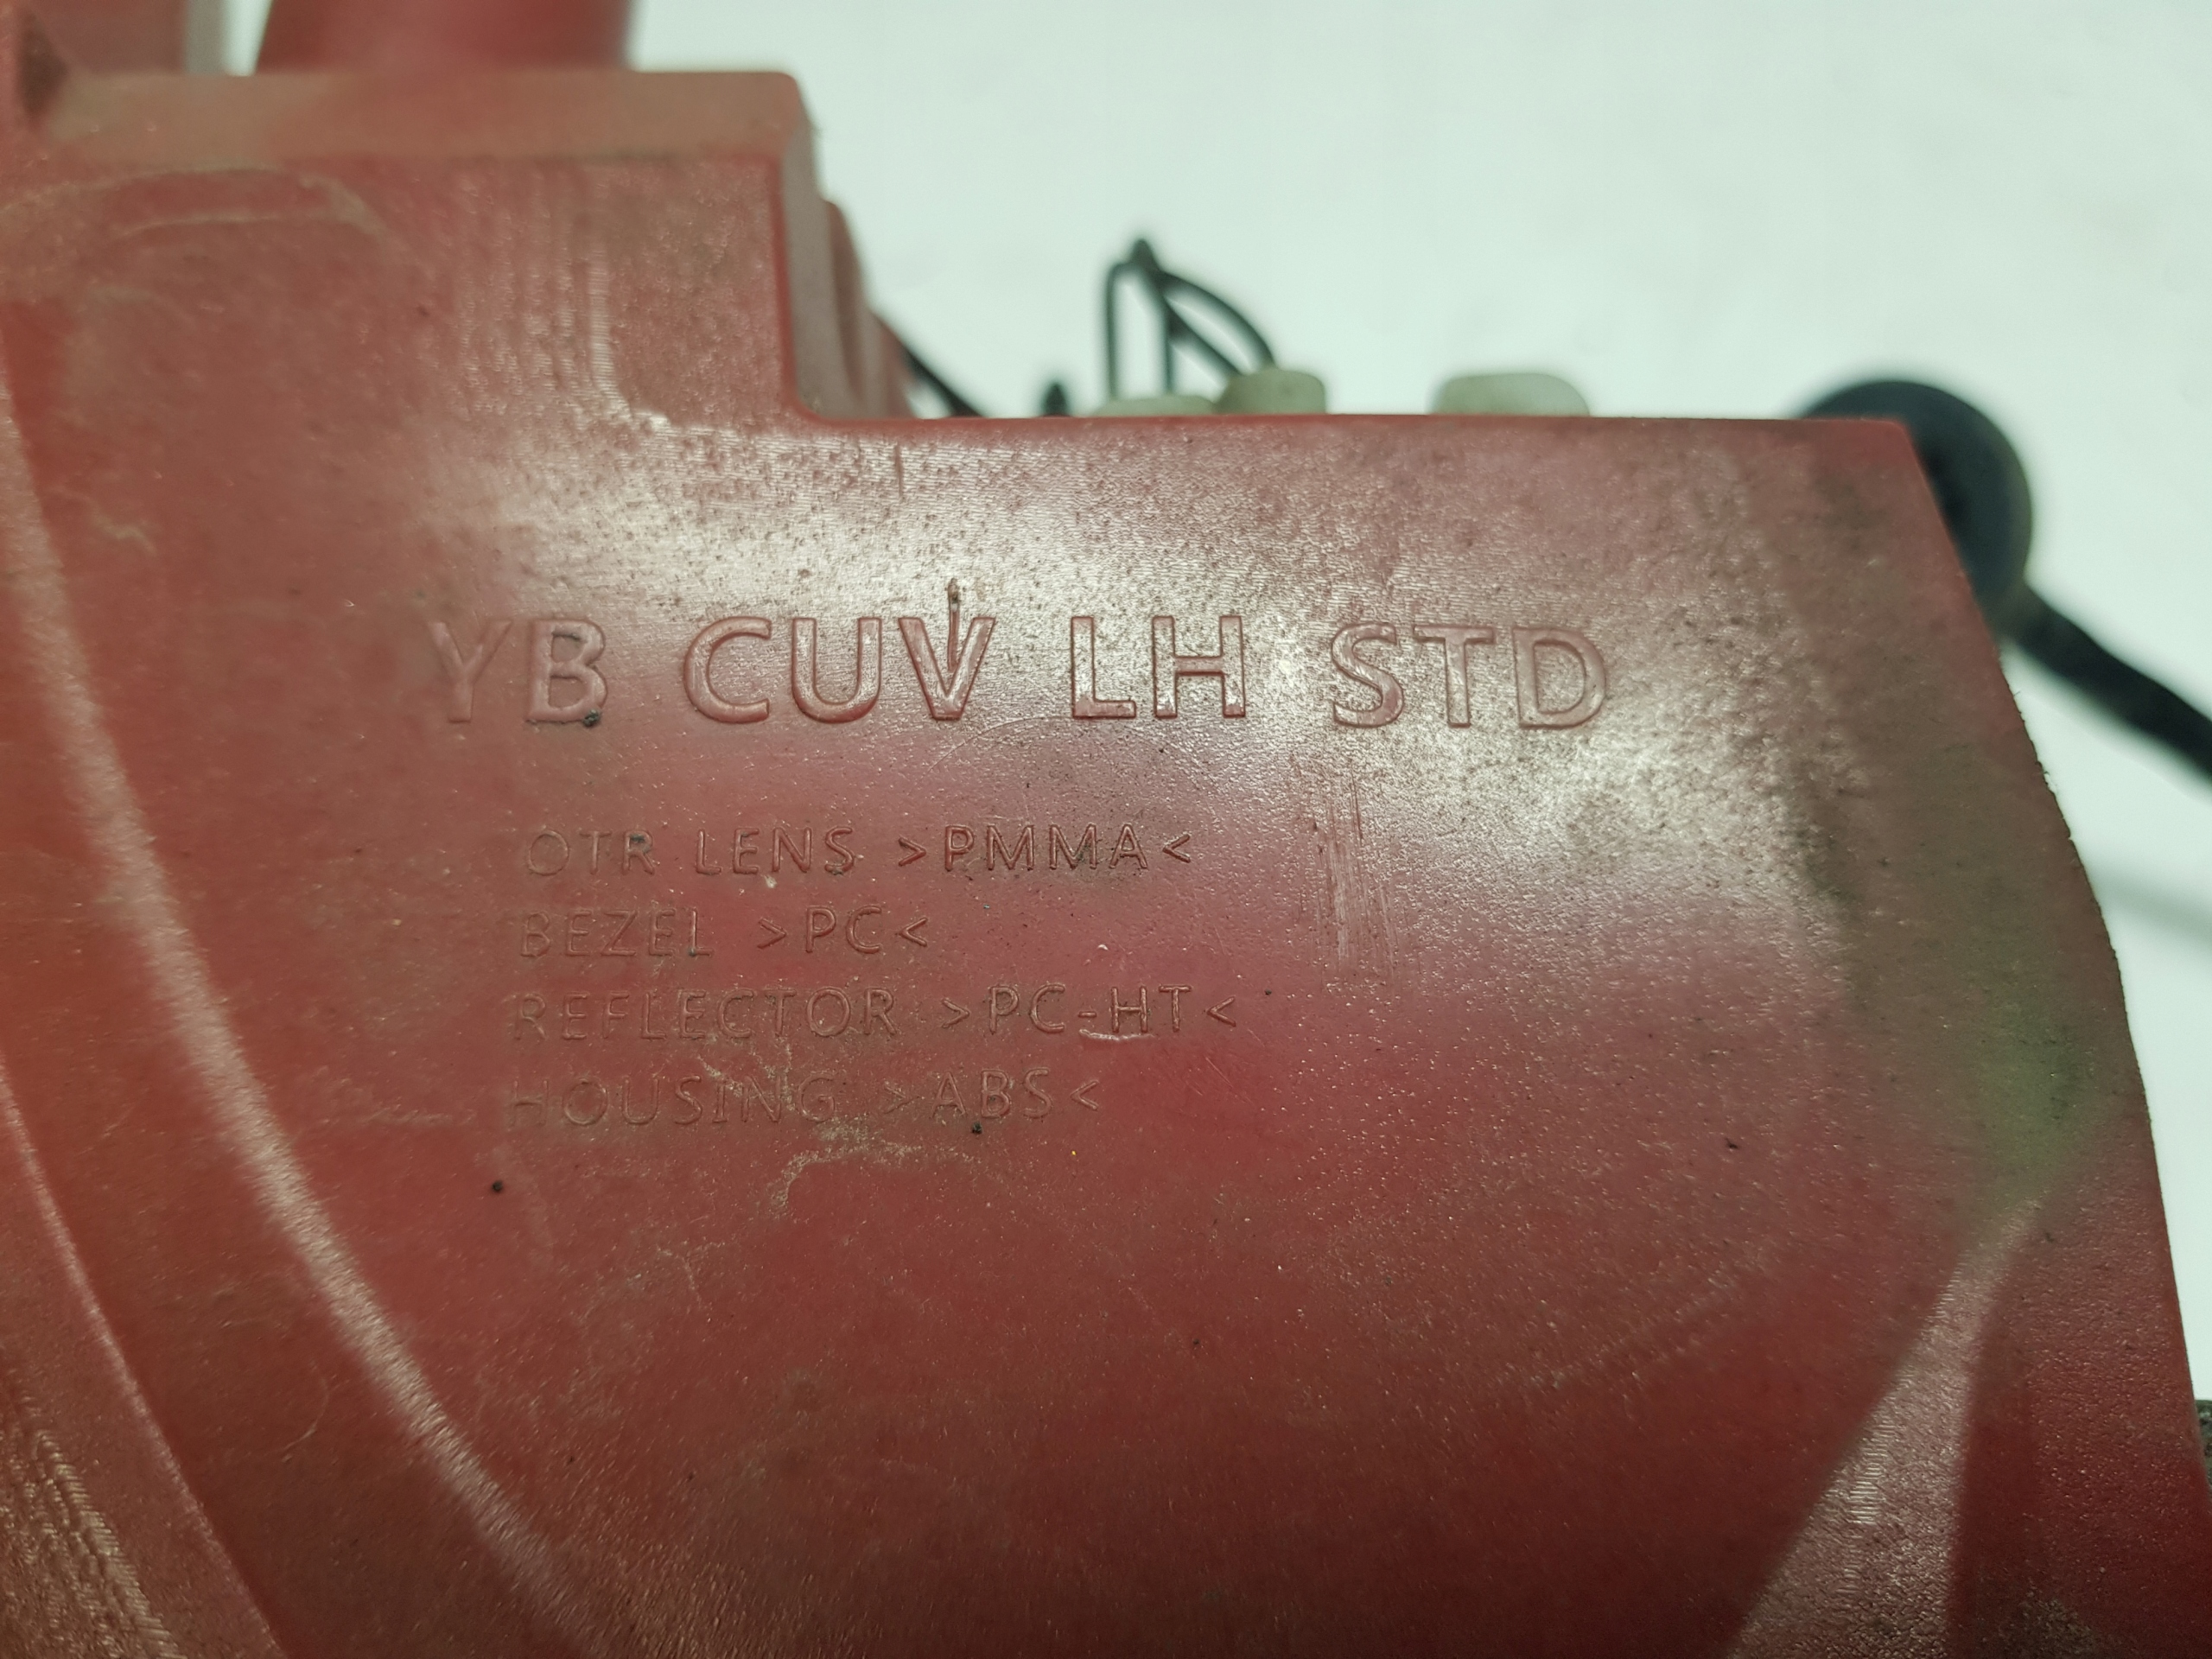 YB CUV LH STD
OTR LENS >PMMA<
BEZEL >PC<
REFLECTOR >PC-HT<
HOUSING >ABS<